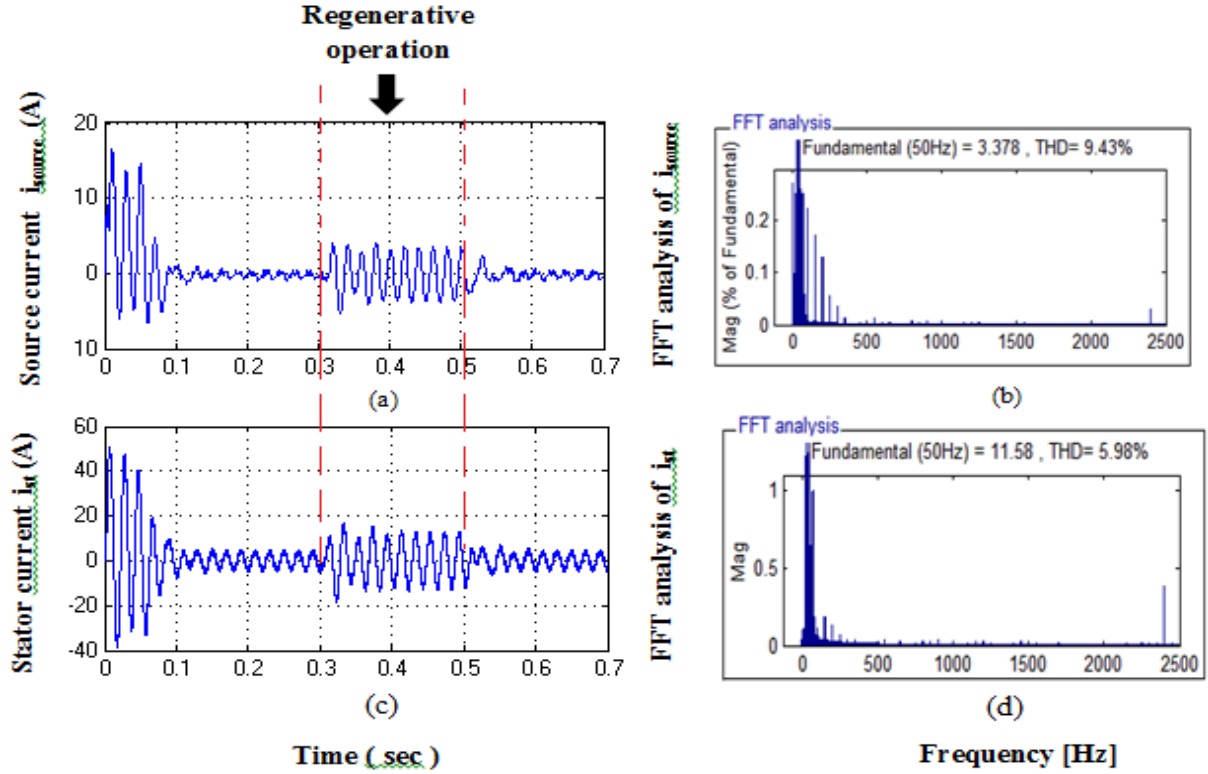 Regenerative
operation
Source current i_source (A)
20
10
0
10
0 0.1 0.2 0.3 0.4 0.5 0.6 0.7
(a)
FFT analysis of i_source
FFT analysis
Fundamental (50Hz) = 3.378 , THD= 9.43%
Mag (% of Fundamental)
0.2
0.1
0
0 500 1000 1500 2000 2500
(b)
Stator current i_st (A)
60
40
20
0
-20
-40
0 0.1 0.2 0.3 0.4 0.5 0.6 0.7
(c)
Time ( sec )
FFT analysis of i_st
FFT analysis
Fundamental (50Hz) = 11.58 , THD= 5.98%
Mag
1
0.5
0
0 500 1000 1500 2000 2500
(d)
Frequency [Hz]